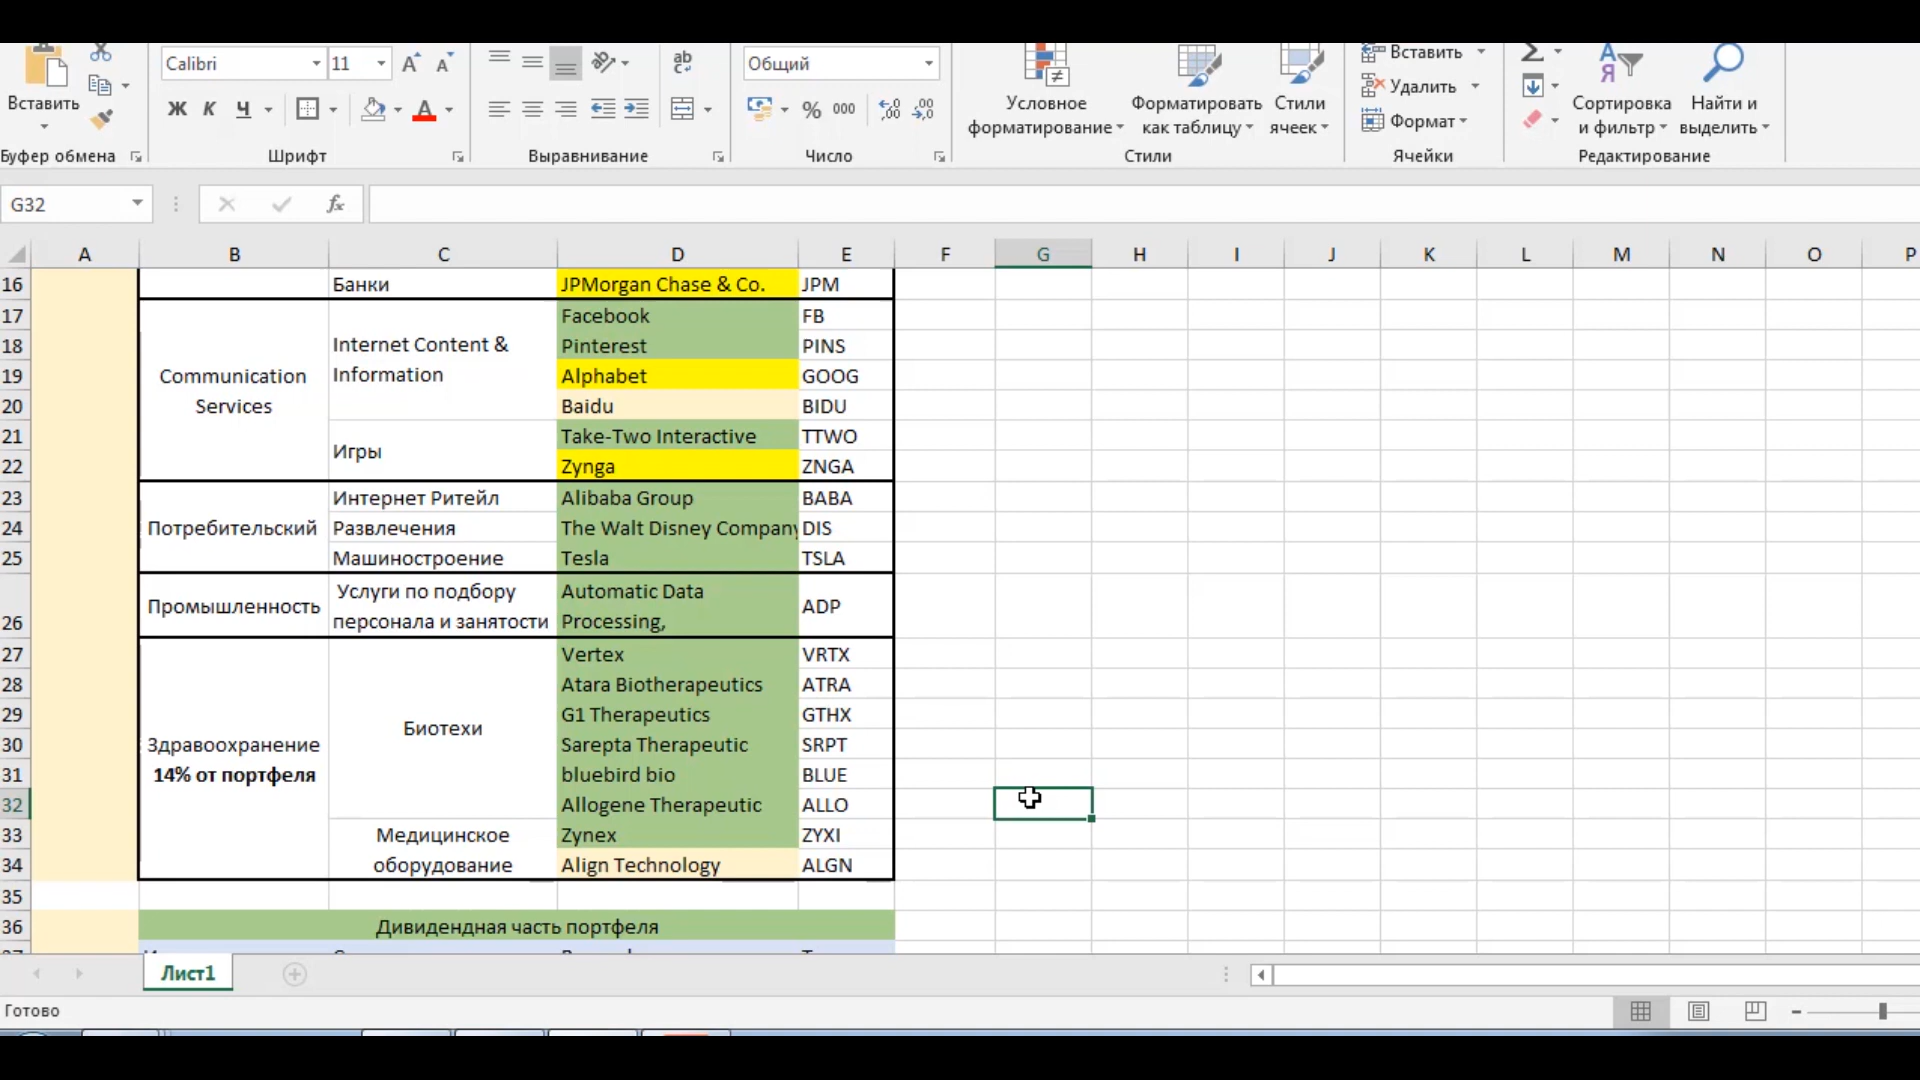 Вставить
Буфер обмена
Calibri
11
Ж К Ч
Шрифт
Выравнивание
Общий
% 000
Число
Условное форматирование
Форматировать как таблицу
Стили ячеек
Стили
Вставить
Удалить
Формат
Ячейки
Сортировка и фильтр
Найти и выделить
Редактирование
G32
fx
A B C D E F G H I J K L M N O P
16 Банки JPMorgan Chase & Co. JPM
17 Facebook FB
Internet Content &
18 Pinterest PINS
Information
Communication
19 Alphabet GOOG
Services
20 Baidu BIDU
Игры
21 Take-Two Interactive TTWO
22 Zynga ZNGA
23 Интернет Ритейл Alibaba Group BABA
24 Потребительский Развлечения The Walt Disney Company DIS
25 Машиностроение Tesla TSLA
Услуги по подбору Automatic Data
Промышленность ADP
26 персонала и занятости Processing,
27 Vertex VRTX
28 Atara Biotherapeutics ATRA
29 G1 Therapeutics GTHX
Биотехи
30 Здравоохранение Sarepta Therapeutic SRPT
31 14% от портфеля bluebird bio BLUE
32 Allogene Therapeutic ALLO
33 Медицинское Zynex ZYXI
34 оборудование Align Technology ALGN
35
36 Дивидендная часть портфеля
Лист1
Готово